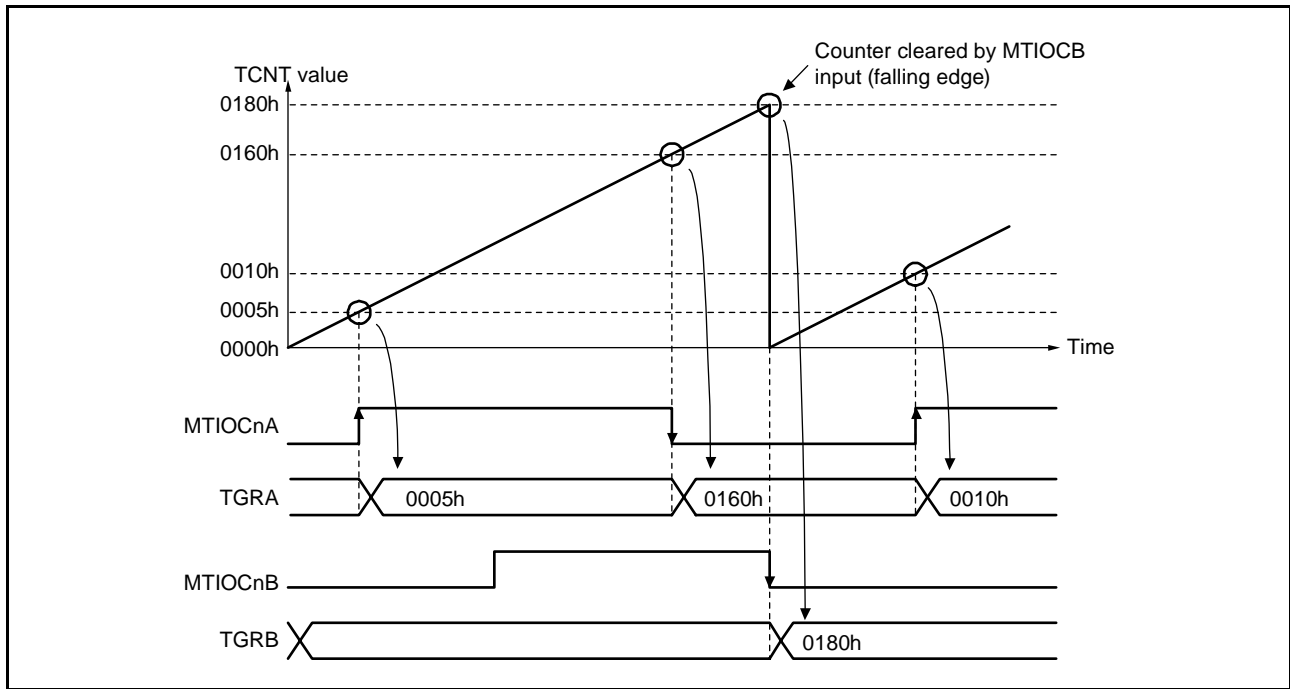 Counter cleared by MTIOCB
input (falling edge)
TCNT value
0180h
0160h
0010h
0005h
0000h
Time
MTIOCnA
TGRA
0005h
0160h
0010h
MTIOCnB
TGRB
0180h